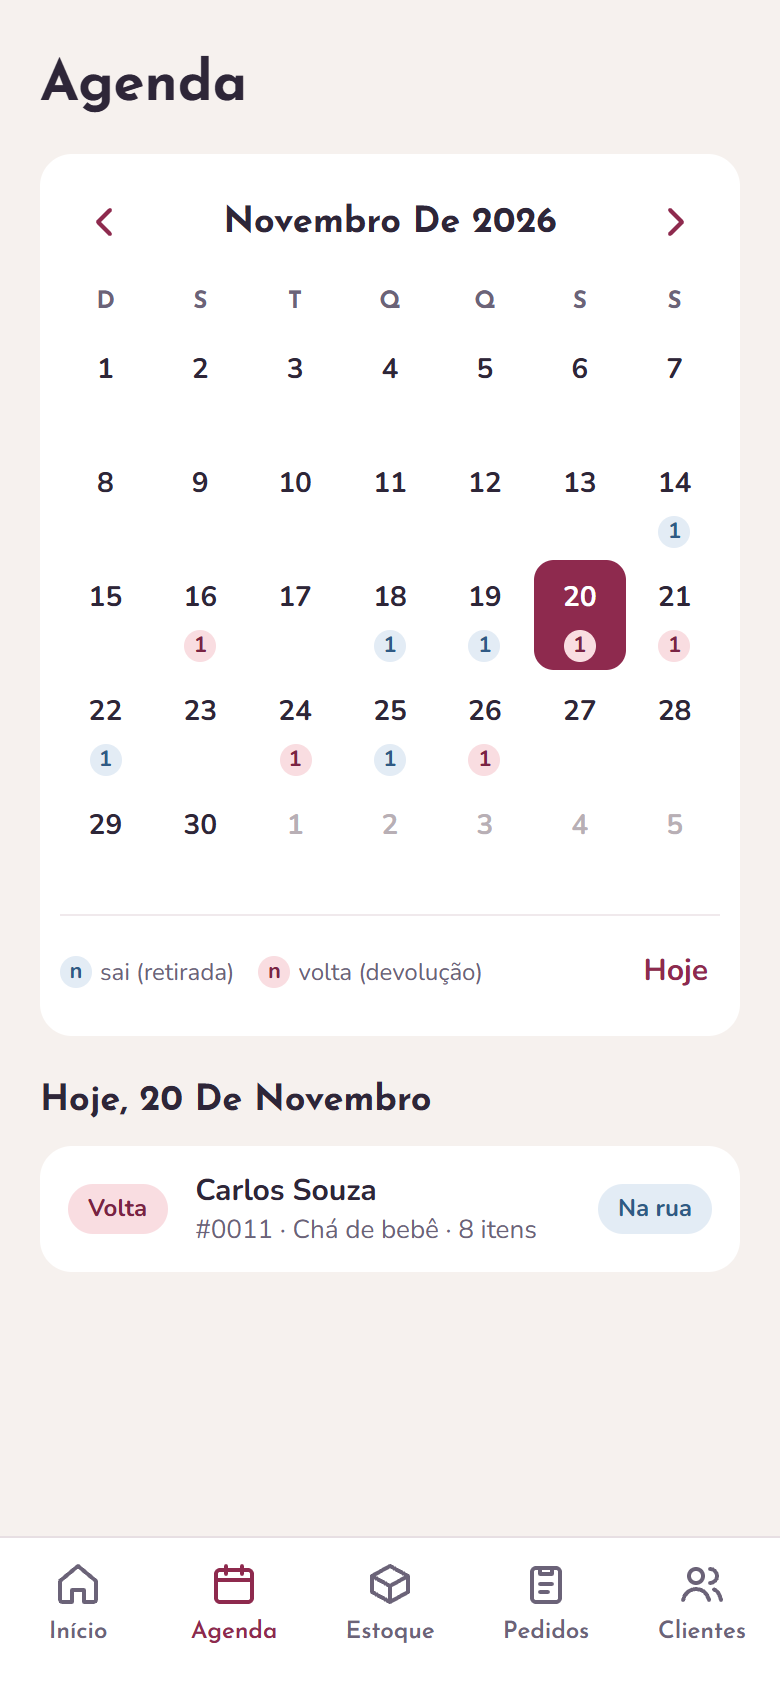 Agenda
Novembro De 2026
D S T Q Q S S
1 2 3 4 5 6 7
8 9 10 11 12 13 14
1
15 16 17 18 19 20 21
1 1 1 1 1
22 23 24 25 26 27 28
1 1 1 1
29 30 1 2 3 4 5
n sai (retirada) n volta (devolução) Hoje
Hoje, 20 De Novembro
Volta Carlos Souza Na rua
#0011 · Chá de bebê · 8 itens
Início Agenda Estoque Pedidos Clientes